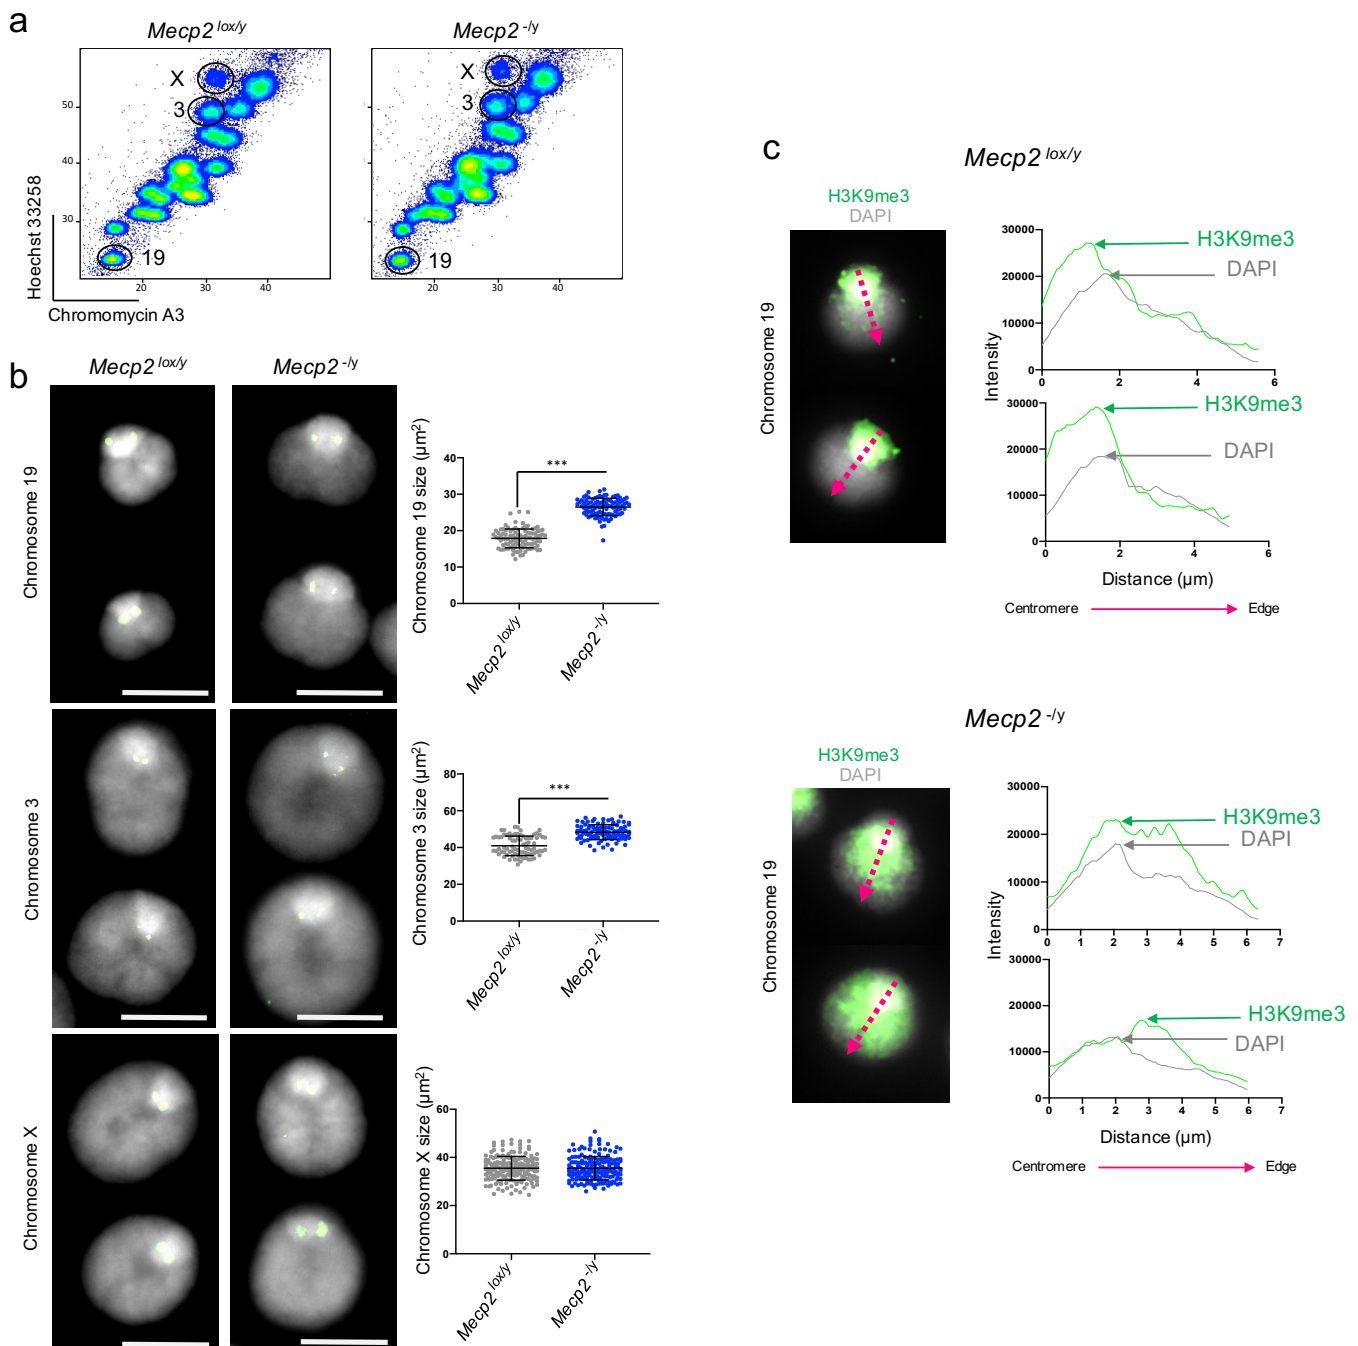 a
Mecp2 lox/y
Mecp2 -/y
X
3
19
50
40
30
20
30
40
Hoechst 33258
Chromomycin A3
X
3
19
50
40
30
20
30
40
b
Mecp2 lox/y
Mecp2 -/y
Chromosome 19
Chromosome 19 size (µm²)
40
30
20
10
0
***
Mecp2 lox/y
Mecp2 -/y
Chromosome 3
Chromosome 3 size (µm²)
80
60
40
20
0
***
Mecp2 lox/y
Mecp2 -/y
Chromosome X
Chromosome X size (µm²)
60
40
20
0
Mecp2 lox/y
Mecp2 -/y
c
Mecp2 lox/y
H3K9me3
DAPI
Chromosome 19
Intensity
30000
20000
10000
0
0 2 4 6
H3K9me3
DAPI
30000
20000
10000
0
0 2 4 6
H3K9me3
DAPI
Distance (µm)
Centromere Edge
Mecp2 -/y
H3K9me3
DAPI
Chromosome 19
Intensity
30000
20000
10000
0
0 1 2 3 4 5 6 7
H3K9me3
DAPI
30000
20000
10000
0
0 1 2 3 4 5 6 7
H3K9me3
DAPI
Distance (µm)
Centromere Edge